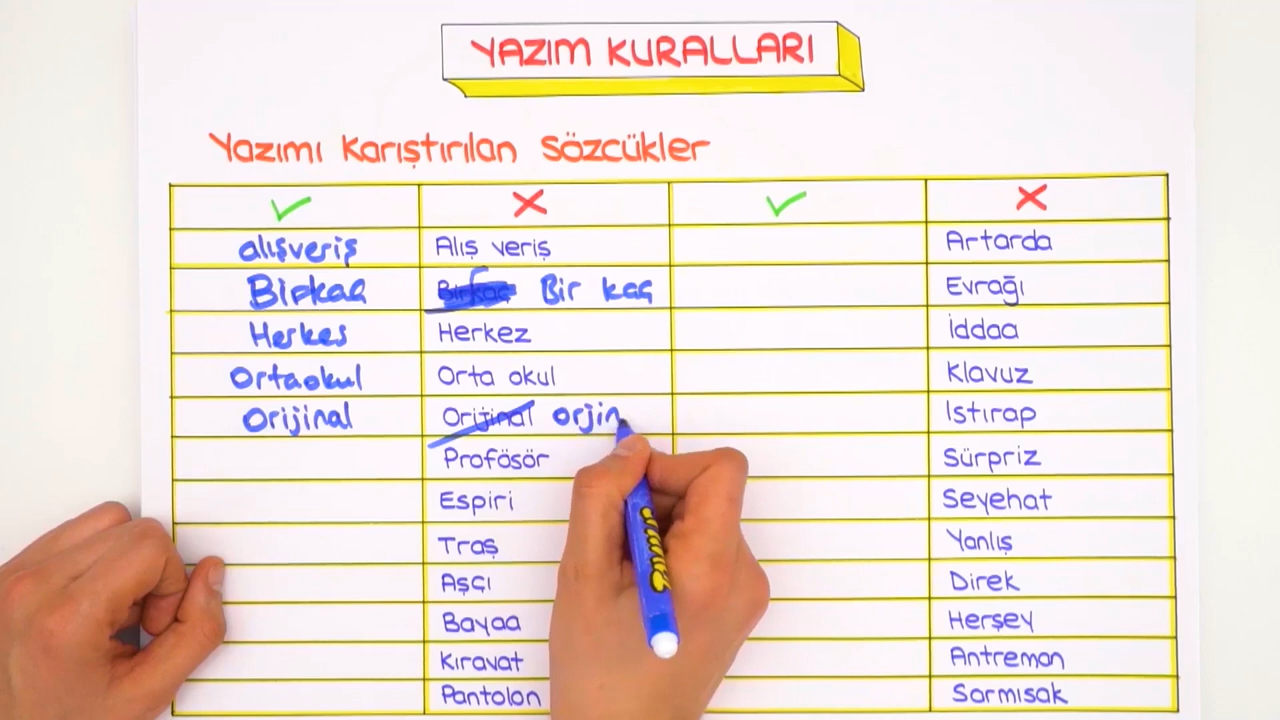 YAZIM KURALLARI
Yazımı Karıştırılan Sözcükler
alışveriş Alış veriş Artarda
Birkaç Birkaç Bir kaç Evrağı
Herkes Herkez İddaa
Ortaokul Orta okul Klavuz
Orijinal Orijinal orjin Istırap
Profösör Sürpriz
Espiri Seyehat
Traş Yanlış
Aşçı Direk
Bayaa Herşey
Kıravat Antreman
Pantolon Sarmısak